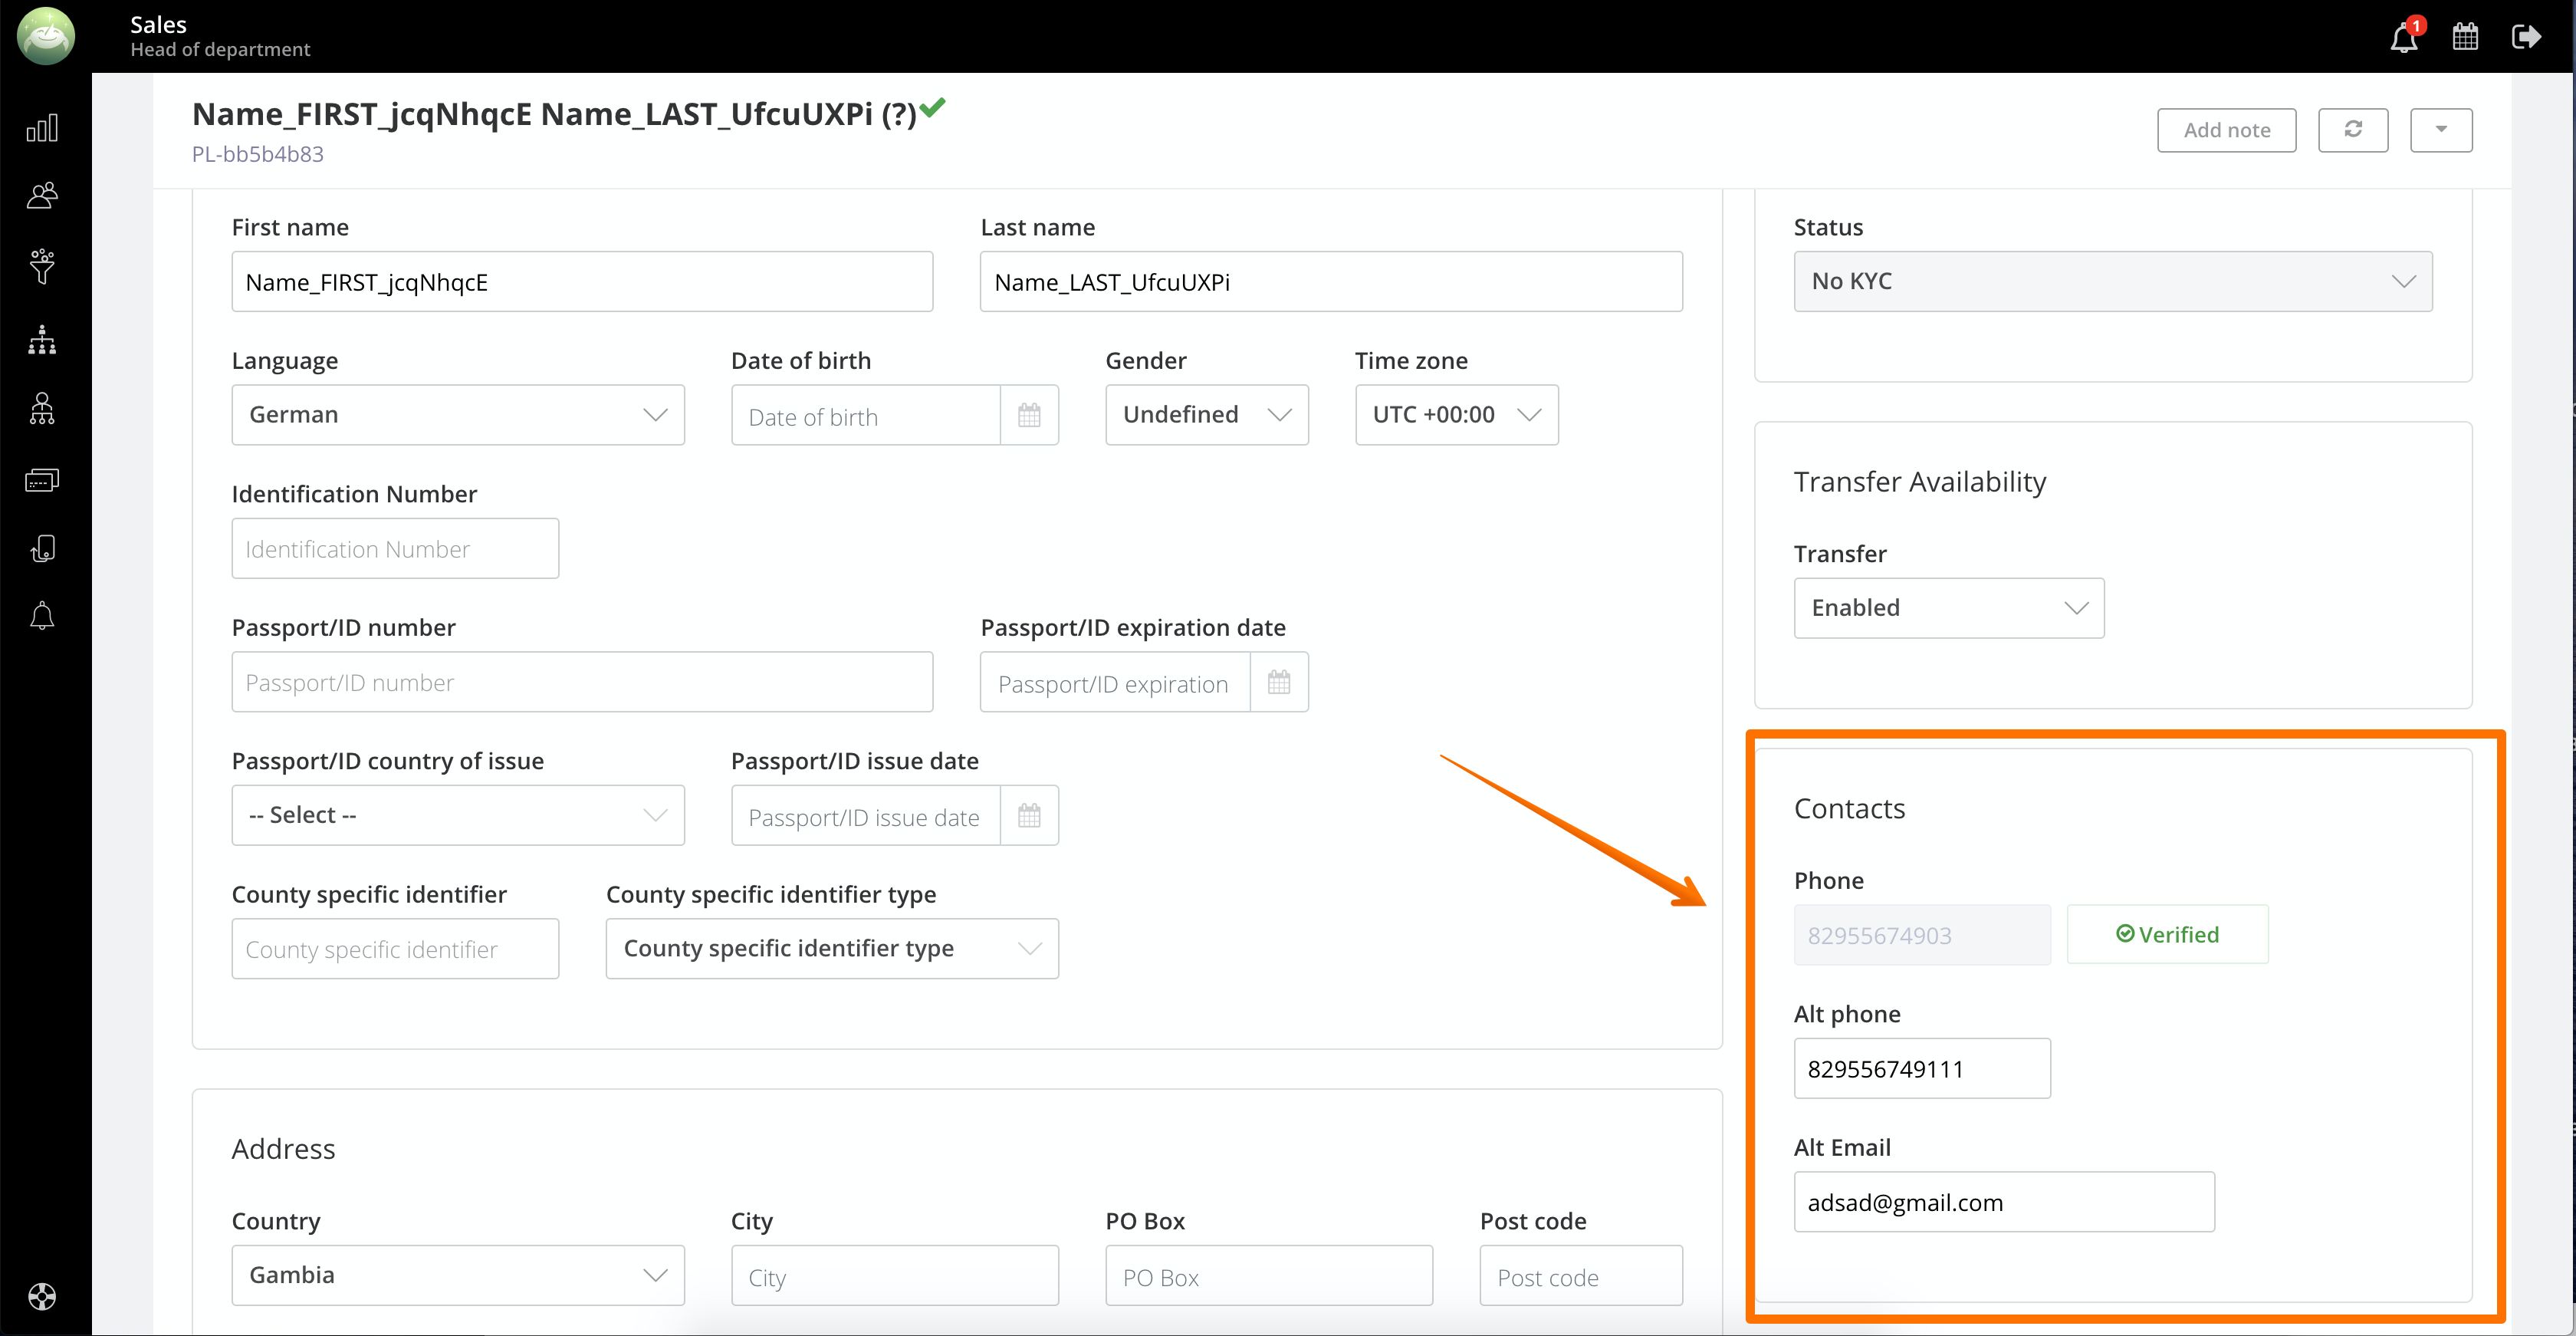 Sales
Head of department
1
Name_FIRST_jcqNhqcE Name_LAST_UfcuUXPi (?)
PL-bb5b4b83
Add note
First name
Last name
Name_FIRST_jcqNhqcE
Name_LAST_UfcuUXPi
Language
Date of birth
Gender
Time zone
German
Date of birth
Undefined
UTC +00:00
Identification Number
Identification Number
Passport/ID number
Passport/ID expiration date
Passport/ID number
Passport/ID expiration
Passport/ID country of issue
Passport/ID issue date
-- Select --
Passport/ID issue date
County specific identifier
County specific identifier type
County specific identifier
County specific identifier type
Address
Country
City
PO Box
Post code
Gambia
City
PO Box
Post code
Status
No KYC
Transfer Availability
Transfer
Enabled
Contacts
Phone
82955674903
Verified
Alt phone
829556749111
Alt Email
adsad@gmail.com